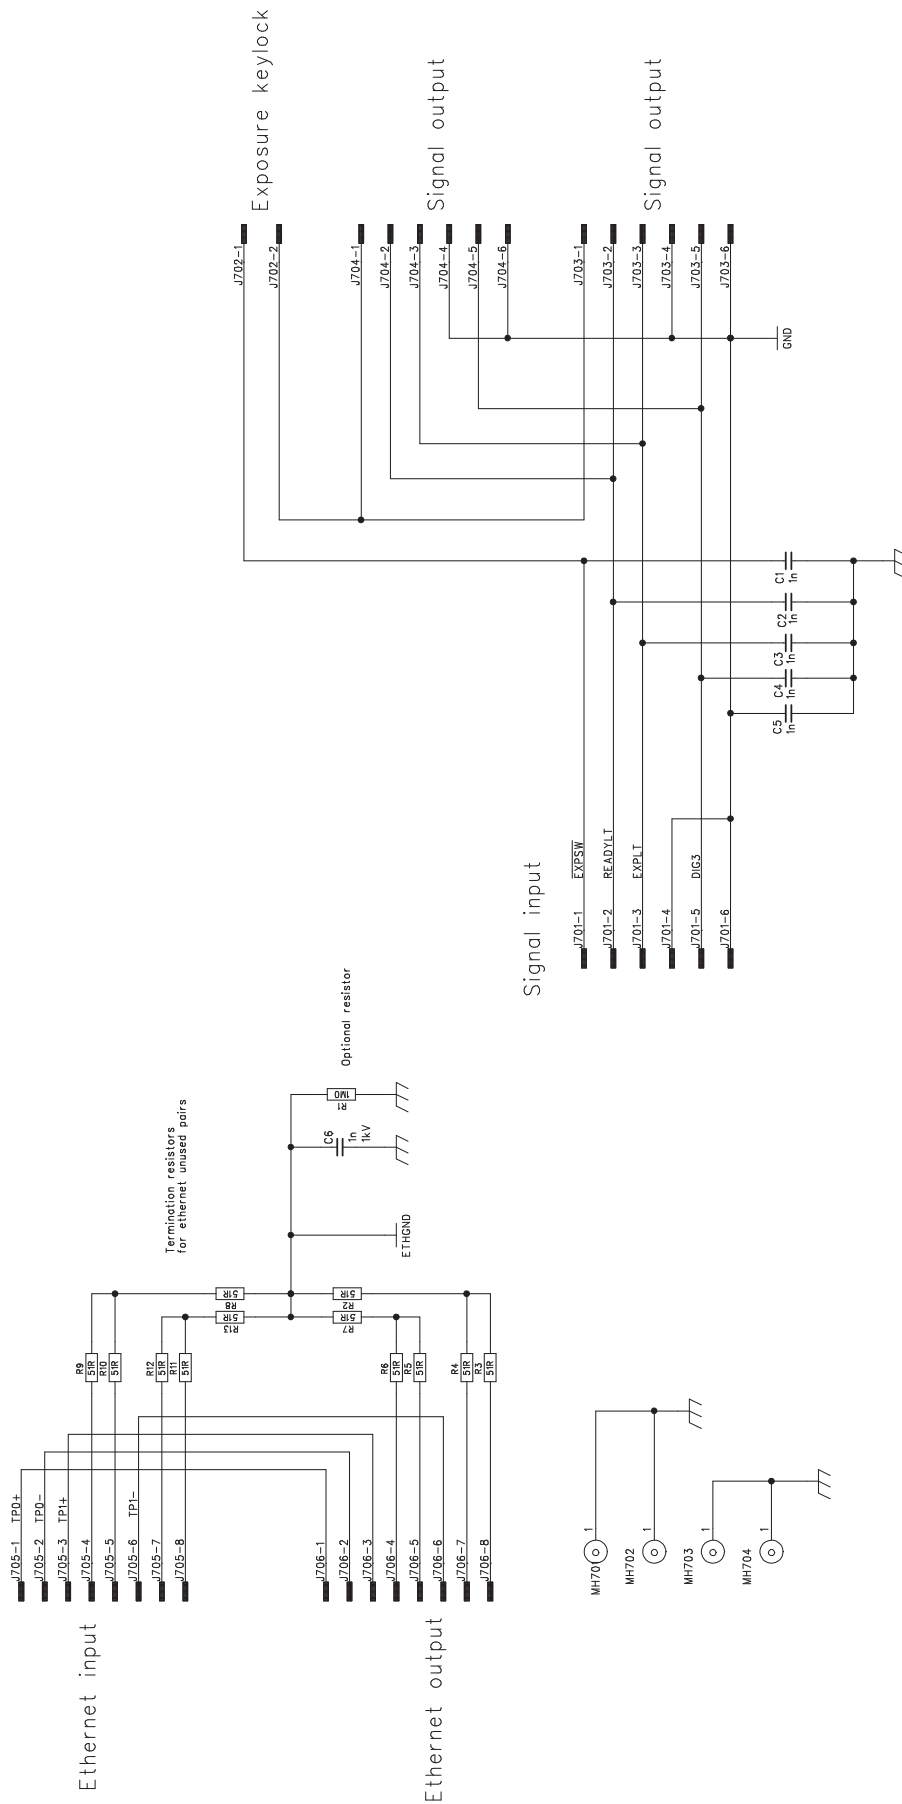 Ethernet input
J705-1 TP0+
J705-2 TP0-
J705-3 TP1+
J705-4
J705-5
J705-6 TP1-
J705-7
J705-8
R9 51R
R10 51R
R12 51R
R11 51R
Termination resistors
for ethernet unused pairs
R8 51R
R13 51R
R2 51R
R7 51R
R6 51R
R5 51R
R4 51R
R3 51R
ETHGND
C6
1n
1kV
R1 1M0
Optional resistor
Ethernet output
J706-1
J706-2
J706-3
J706-4
J706-5
J706-6
J706-7
J706-8
MH701 1
MH702 1
MH703 1
MH704 1
Signal input
J701-1 EXPSW
J701-2 READYLT
J701-3 EXPLT
J701-4
J701-5 DIG3
J701-6
C5
1n
C4
1n
C3
1n
C2
1n
C1
1n
GND
J702-1
J702-2
Exposure keylock
J704-1
J704-2
J704-3
J704-4
J704-5
J704-6
Signal output
J703-1
J703-2
J703-3
J703-4
J703-5
J703-6
Signal output